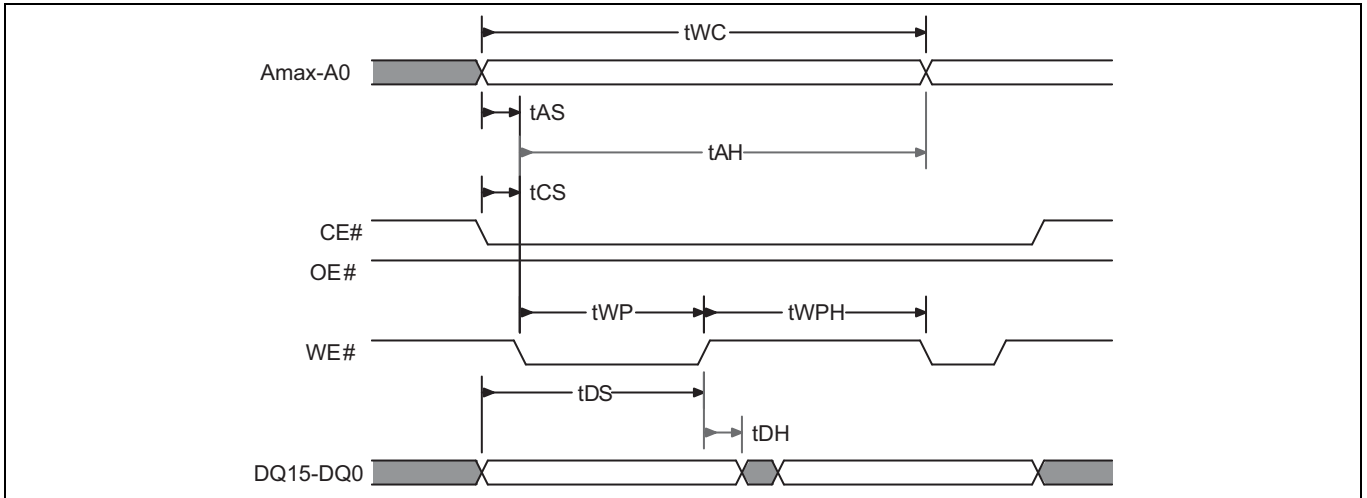 tWC
Amax-A0
tAS
tAH
tCS
CE#
OE#
tWP
tWPH
WE#
tDS
tDH
DQ15-DQ0